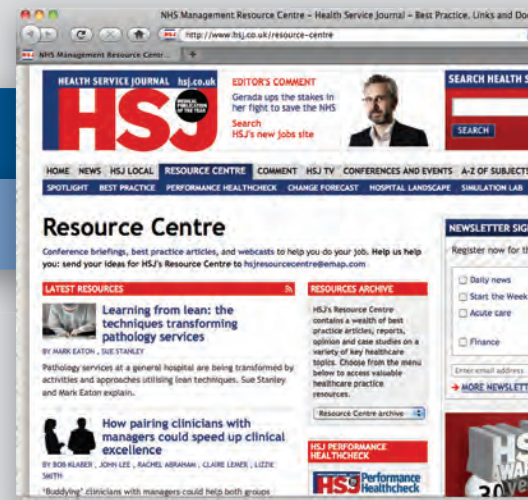 NHS Management Resource Centre – Health Service Journal – Best Practice, Links and Do
http://www.hsj.co.uk/resource-centre
NHS Management Resource Centr...
HEALTH SERVICE JOURNAL hsj.co.uk
HSJ
MEDICAL PUBLICATION OF THE YEAR
EDITOR'S COMMENT
Gerada ups the stakes in
her fight to save the NHS
Search
HSJ's new jobs site
SEARCH HEALTH S
SEARCH
HOME NEWS HSJ LOCAL RESOURCE CENTRE COMMENT HSJ TV CONFERENCES AND EVENTS A-Z OF SUBJECTS
SPOTLIGHT BEST PRACTICE PERFORMANCE HEALTHCHECK CHANGE FORECAST HOSPITAL LANDSCAPE SIMULATION LAB
Resource Centre
Conference briefings, best practice articles, and webcasts to help you do your job. Help us help
you: send your ideas for HSJ's Resource Centre to hsjresourcecentre@emap.com
LATEST RESOURCES
Learning from lean: the
techniques transforming
pathology services
BY MARK EATON , SUE STANLEY
Pathology services at a general hospital are being transformed by
activities and approaches utilising lean techniques. Sue Stanley
and Mark Eaton explain.
How pairing clinicians with
managers could speed up clinical
excellence
BY BOB KLABER , JOHN LEE , RACHEL ABRAHAM , CLAIRE LEMER , LIZZIE
SMITH
'Buddying' clinicians with managers could help both groups
RESOURCES ARCHIVE
HSJ's Resource Centre
contains a wealth of best
practice articles, reports,
opinion and case studies on a
variety of key healthcare
topics. Choose from the menu
below to access valuable
healthcare practice
resources.
Resource Centre archive
HSJ PERFORMANCE
HEALTHCHECK
HSJ Performance
Healthcheck
NEWSLETTER SIG
Register now for th
Daily news
Start the Week
Acute care
Finance
Enter email address
MORE NEWSLETT
HS
AWAR
30